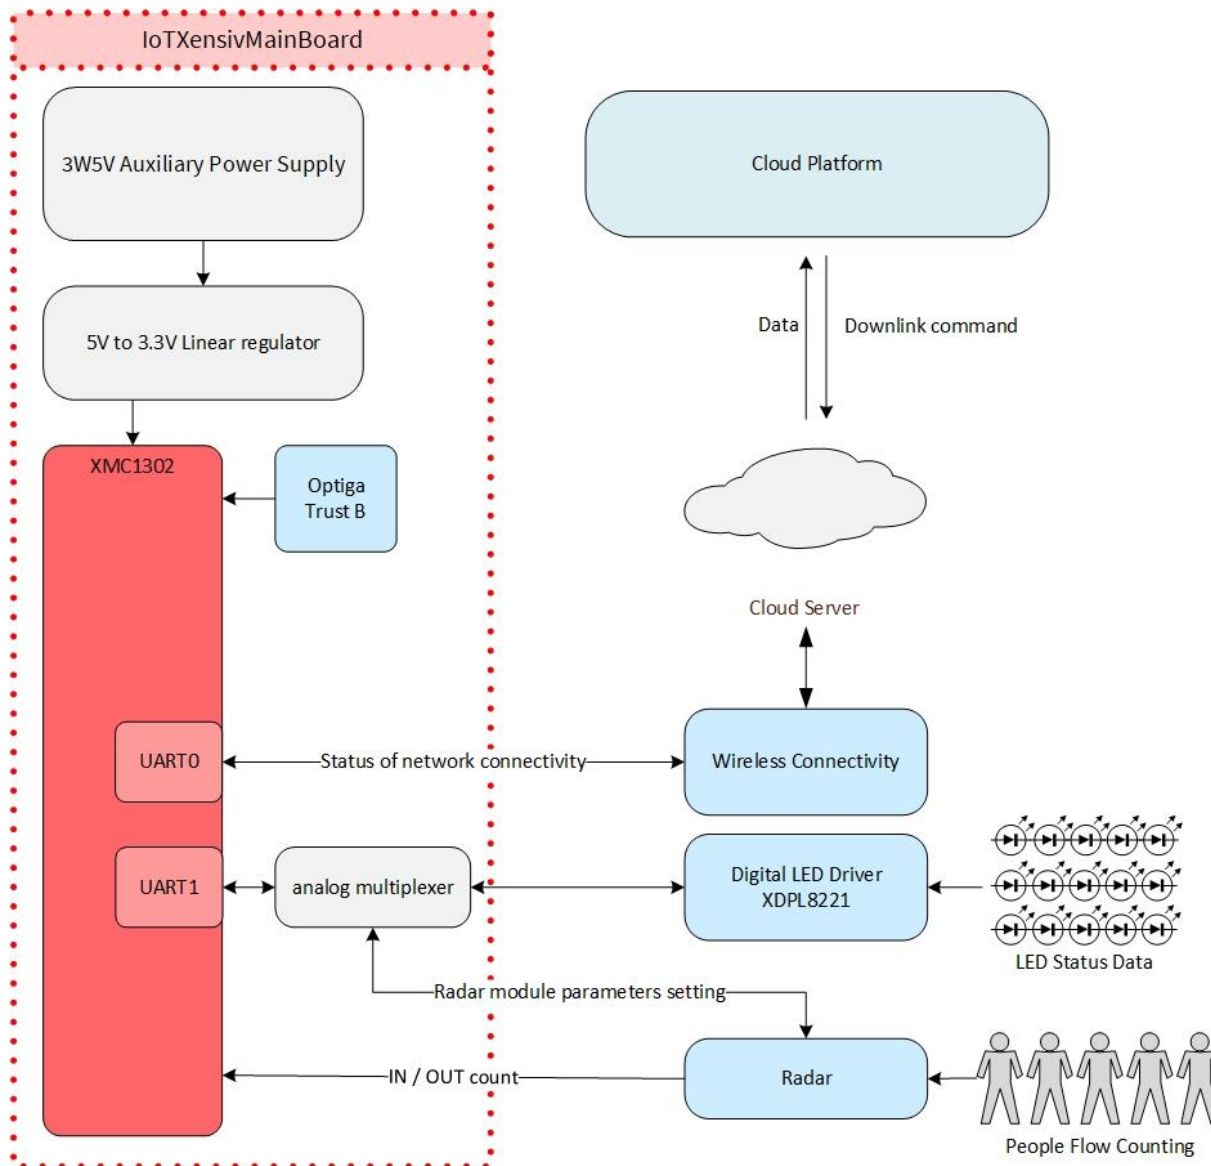 IoTXensivMainBoard
3W5V Auxiliary Power Supply
Cloud Platform
5V to 3.3V Linear regulator
Data
Downlink command
XMC1302
Optiga
Trust B
Cloud Server
UART0
Status of network connectivity
Wireless Connectivity
UART1
analog multiplexer
Digital LED Driver
XDPL8221
LED Status Data
Radar module parameters setting
IN / OUT count
Radar
People Flow Counting